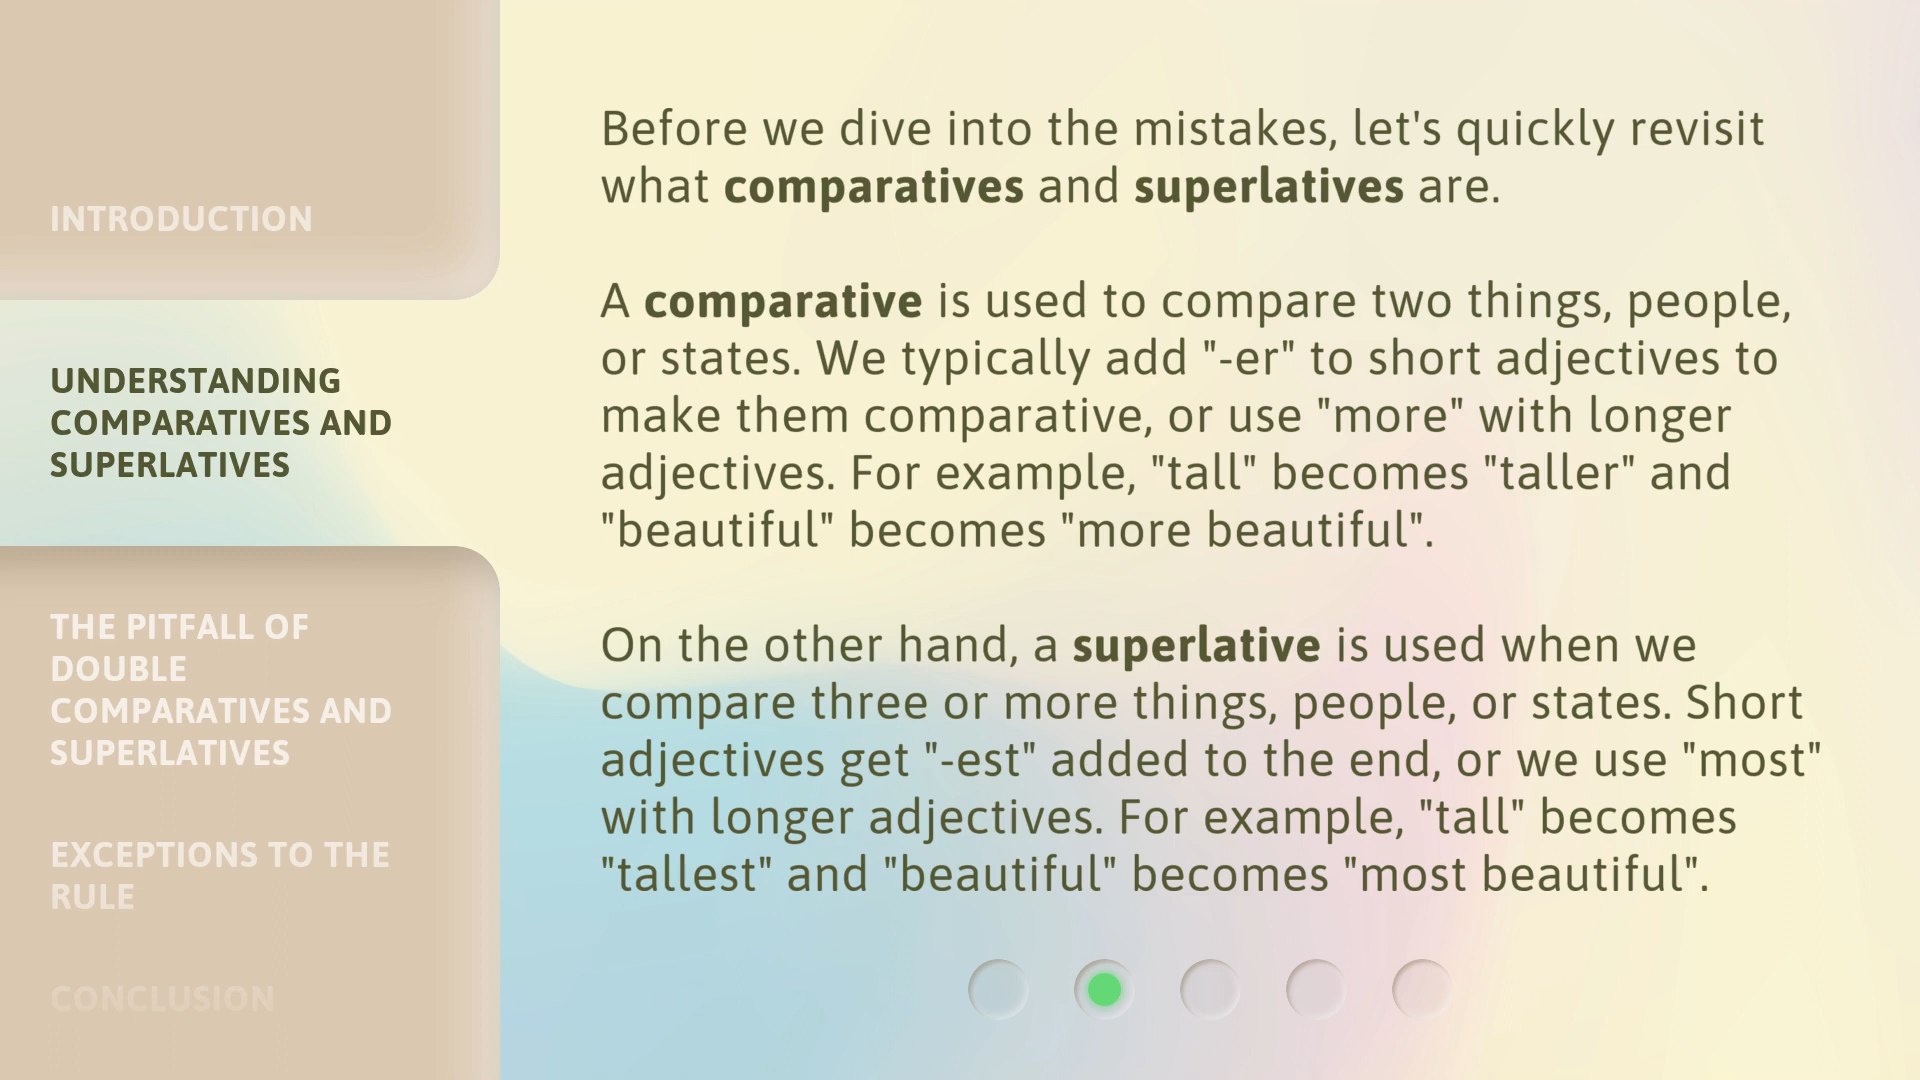 INTRODUCTION
UNDERSTANDING
COMPARATIVES AND
SUPERLATIVES
THE PITFALL OF
DOUBLE
COMPARATIVES AND
SUPERLATIVES
EXCEPTIONS TO THE
RULE
CONCLUSION
Before we dive into the mistakes, let's quickly revisit
what comparatives and superlatives are.
A comparative is used to compare two things, people,
or states. We typically add "-er" to short adjectives to
make them comparative, or use "more" with longer
adjectives. For example, "tall" becomes "taller" and
"beautiful" becomes "more beautiful".
On the other hand, a superlative is used when we
compare three or more things, people, or states. Short
adjectives get "-est" added to the end, or we use "most"
with longer adjectives. For example, "tall" becomes
"tallest" and "beautiful" becomes "most beautiful".